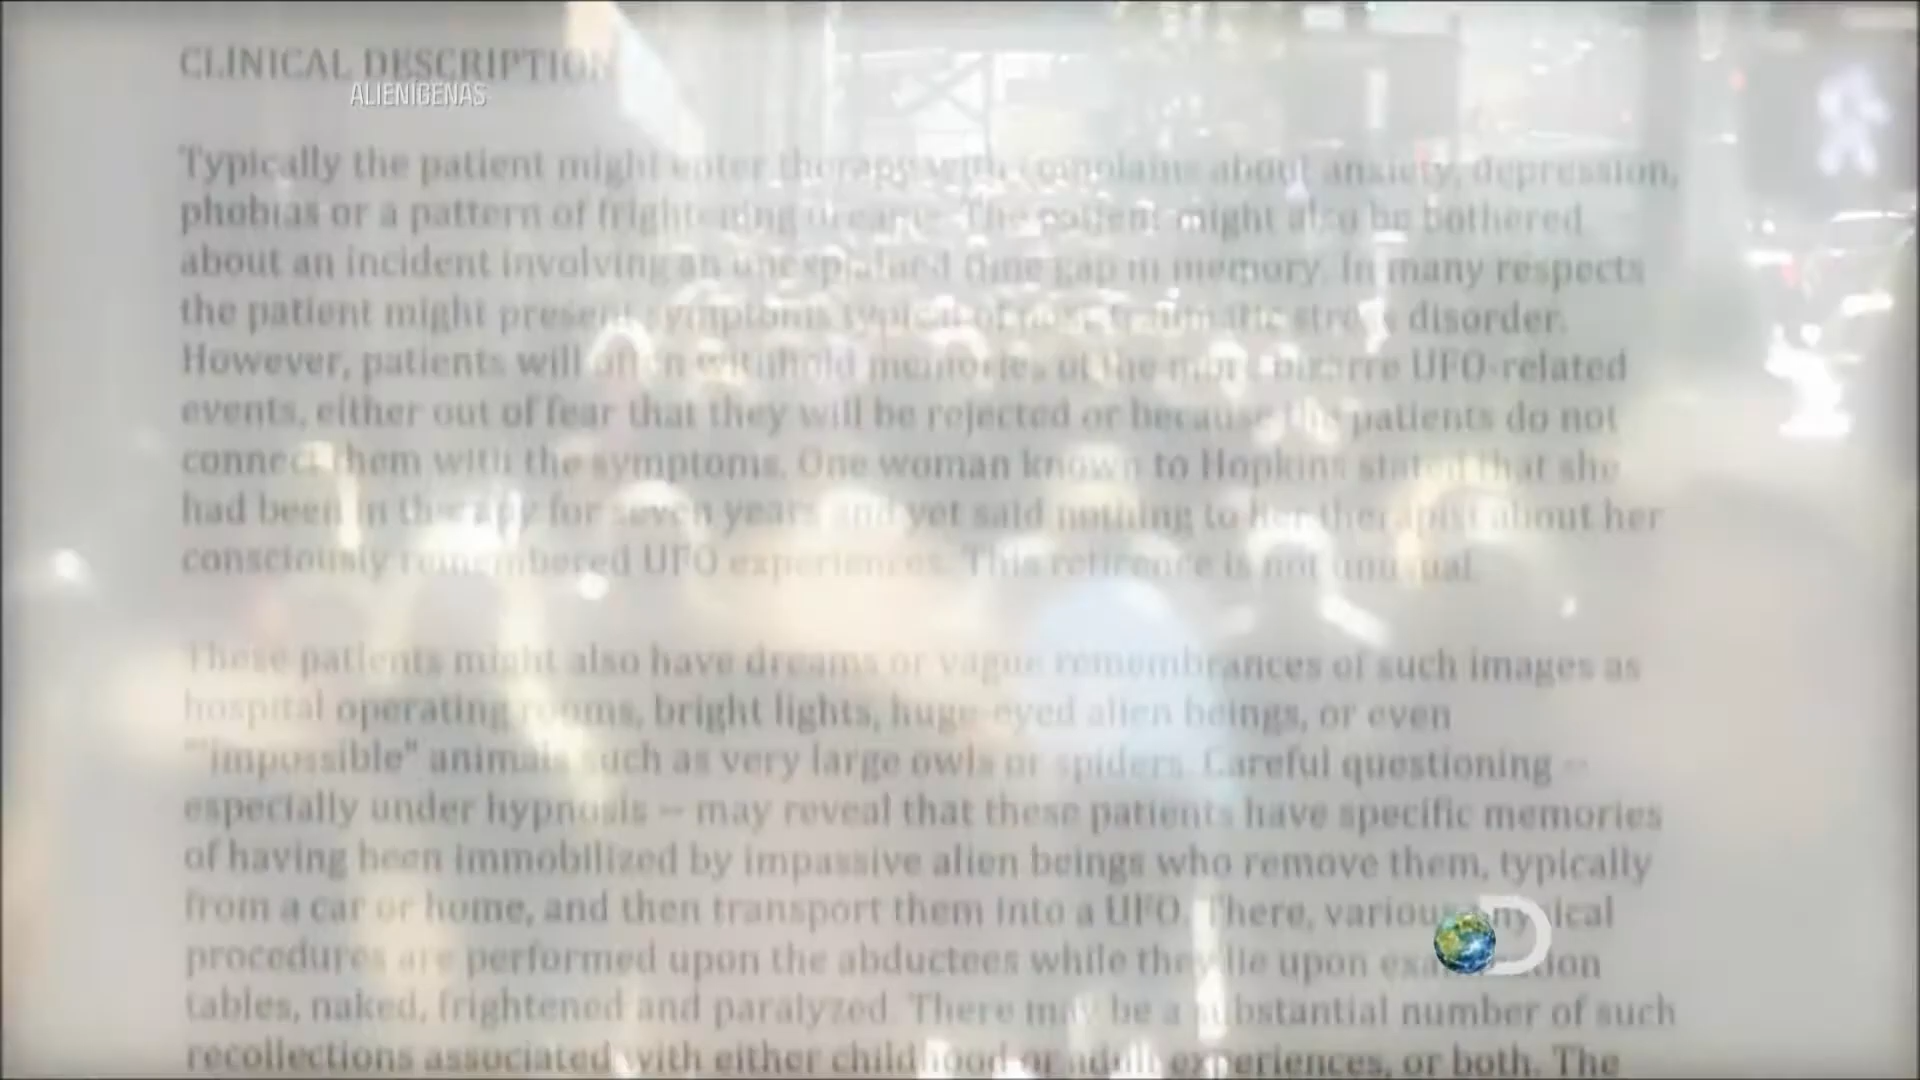 CLINICAL DESCRIPTION
ALIENÍGENAS
Typically the patient might enter therapy with complains about anxiety, depression,
phobias or a pattern of frightening dreams. The patient might also be bothered
about an incident involving an unexplained time gap in memory. In many respects
the patient might present symptoms typical of post traumatic stress disorder.
However, patients will often withhold memories of the more bizarre UFO-related
events, either out of fear that they will be rejected or because the patients do not
connect them with the symptoms. One woman known to Hopkins stated that she
had been in therapy for seven years and yet said nothing to her therapist about her
consciously remembered UFO experiences. This reticence is not unusual.
These patients might also have dreams or vague remembrances of such images as
hospital operating rooms, bright lights, huge-eyed alien beings, or even
"'impossible" animals such as very large owls or spiders. Careful questioning --
especially under hypnosis -- may reveal that these patients have specific memories
of having been immobilized by impassive alien beings who remove them, typically
from a car or home, and then transport them into a UFO. There, various physical
procedures are performed upon the abductees while they lie upon examination
tables, naked, frightened and paralyzed. There may be a substantial number of such
recollections associated with either childhood or adult experiences, or both. The